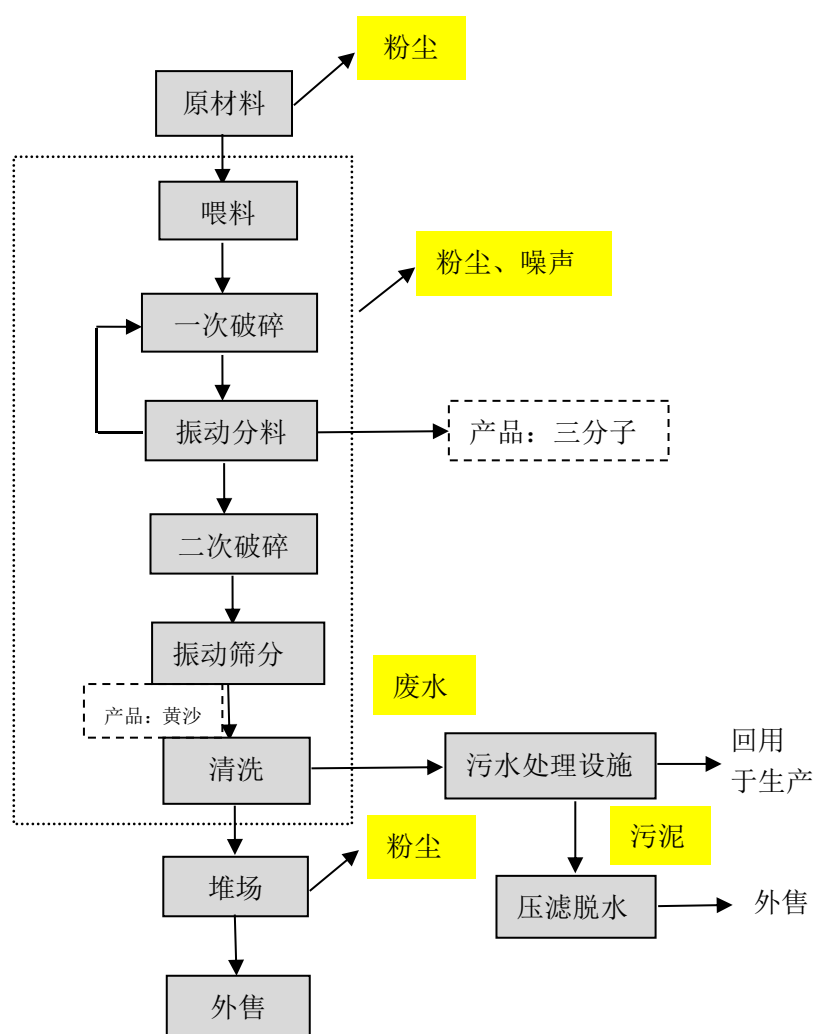 粉尘
原材料
喂料
粉尘、噪声
一次破碎
振动分料
产品：三分子
二次破碎
振动筛分
废水
产品：黄沙
清洗
污水处理设施
回用
于生产
污泥
粉尘
堆场
压滤脱水
外售
外售